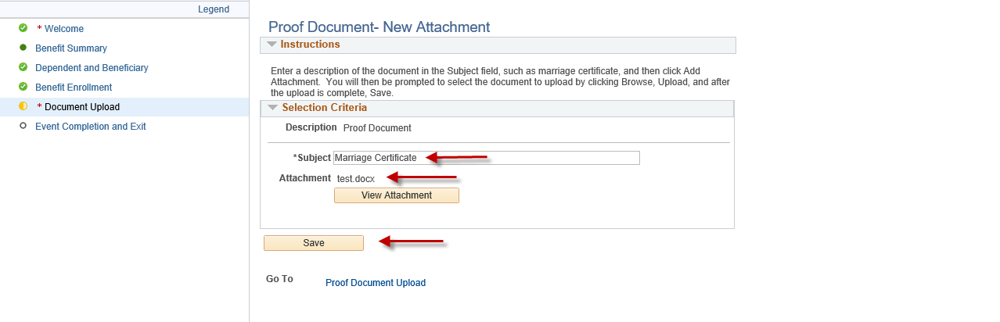 Legend
* Welcome
Benefit Summary
Dependent and Beneficiary
Benefit Enrollment
* Document Upload
Event Completion and Exit
Proof Document- New Attachment
Instructions
Enter a description of the document in the Subject field, such as marriage certificate, and then click Add
Attachment.  You will then be prompted to select the document to upload by clicking Browse, Upload, and after
the upload is complete, Save.
Selection Criteria
Description Proof Document
*Subject Marriage Certificate
Attachment test.docx
View Attachment
Save
Go To Proof Document Upload